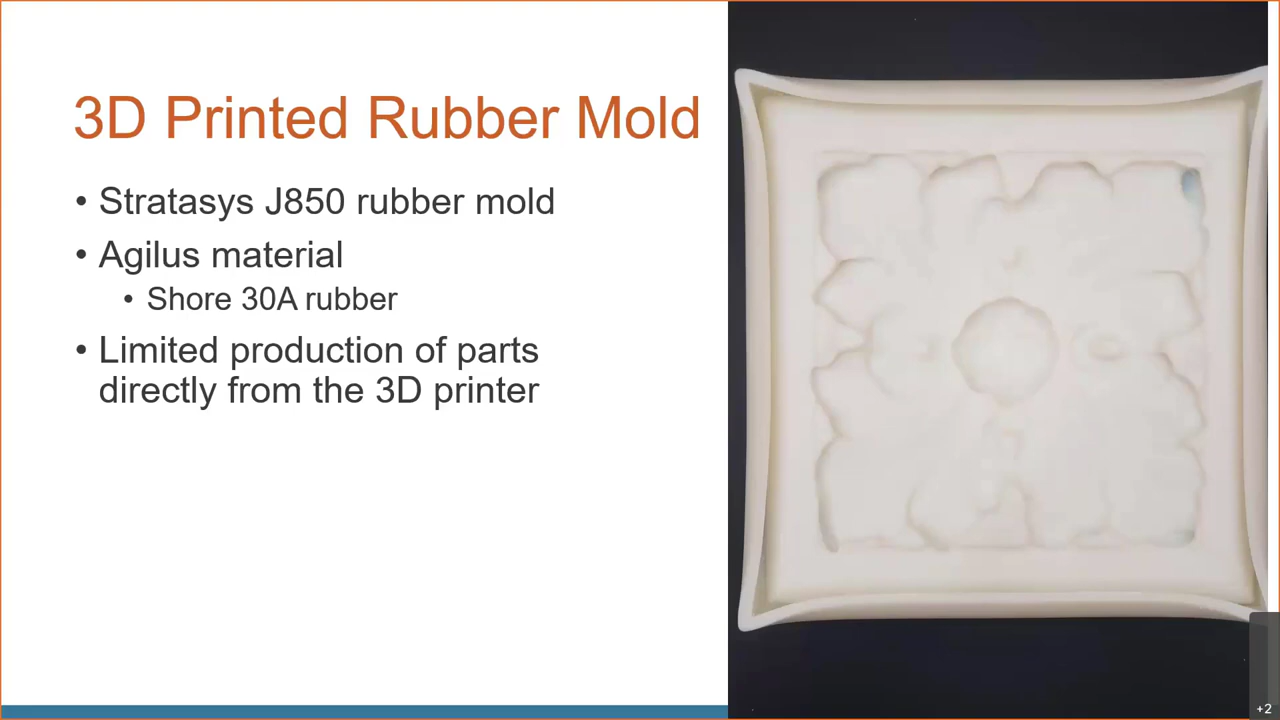 3D Printed Rubber Mold
• Stratasys J850 rubber mold
• Agilus material
• Shore 30A rubber
• Limited production of parts
directly from the 3D printer
+2